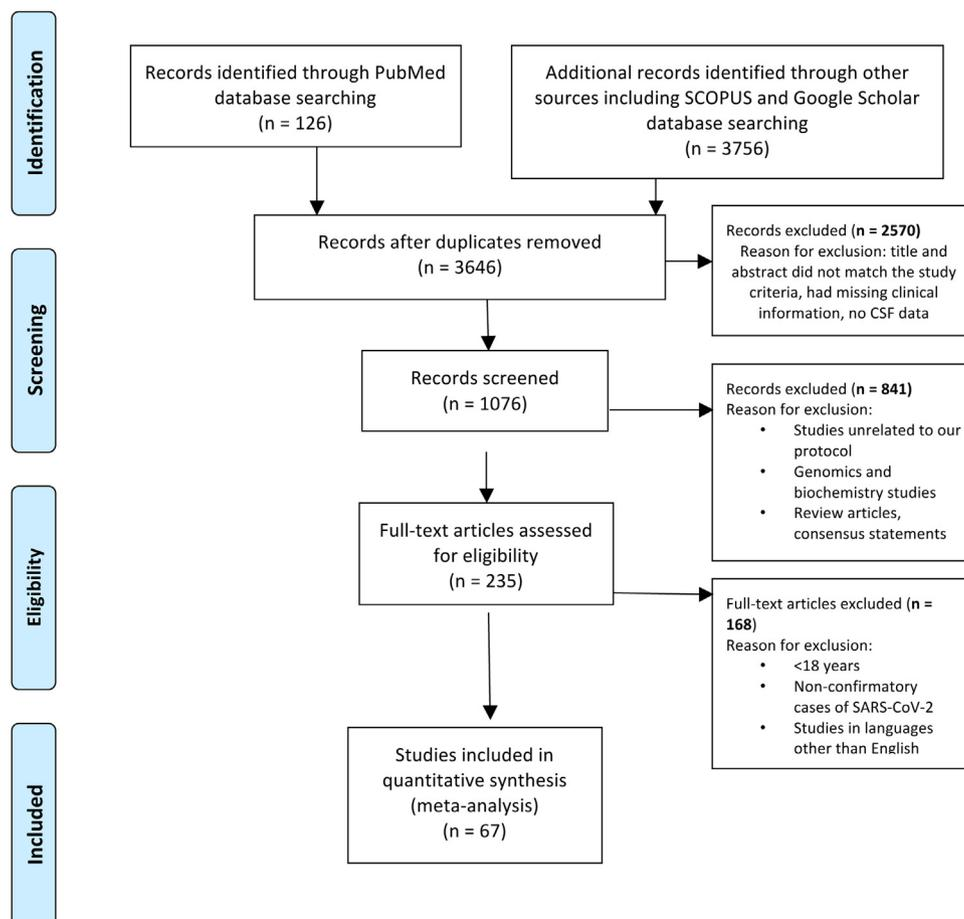 Identification
Records identified through PubMed
database searching
(n = 126)
Additional records identified through other
sources including SCOPUS and Google Scholar
database searching
(n = 3756)
Records after duplicates removed
(n = 3646)
Records excluded (n = 2570)
Reason for exclusion: title and
abstract did not match the study
criteria, had missing clinical
information, no CSF data
Screening
Records screened
(n = 1076)
Records excluded (n = 841)
Reason for exclusion:
• Studies unrelated to our
protocol
• Genomics and
biochemistry studies
• Review articles,
consensus statements
Eligibility
Full-text articles assessed
for eligibility
(n = 235)
Full-text articles excluded (n =
168)
Reason for exclusion:
• <18 years
• Non-confirmatory
cases of SARS-CoV-2
• Studies in languages
other than English
Included
Studies included in
quantitative synthesis
(meta-analysis)
(n = 67)